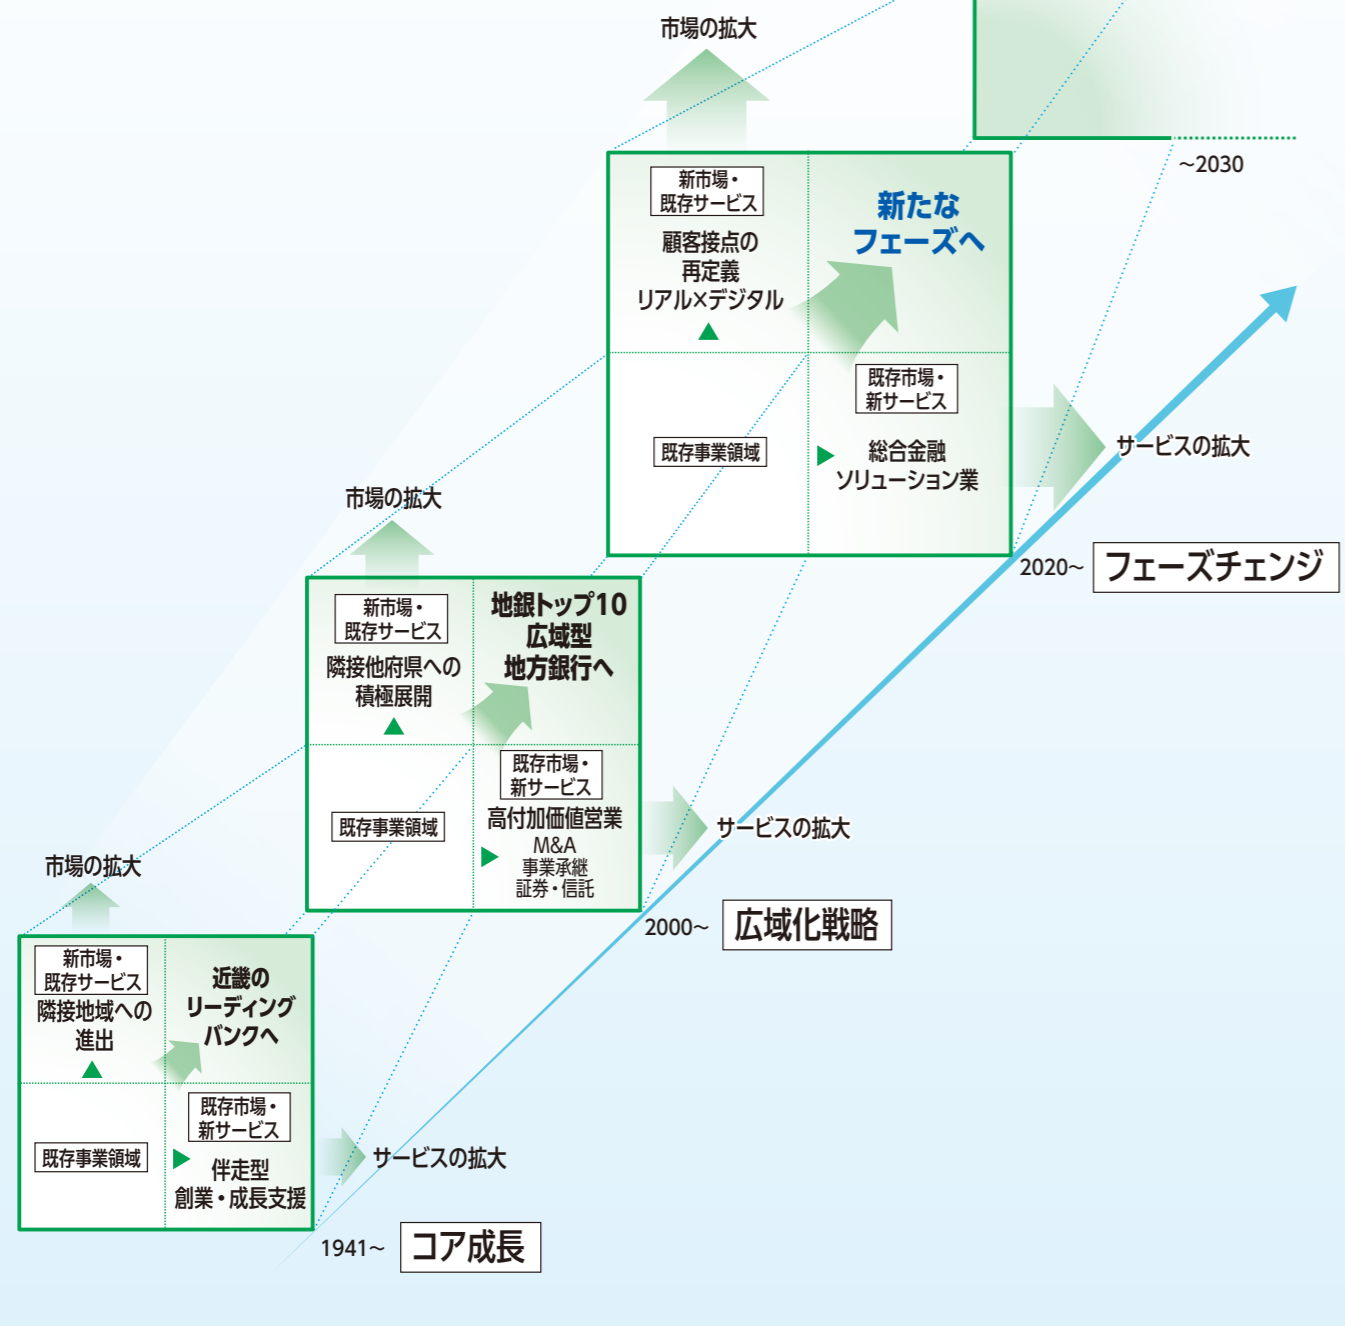 市場の拡大
～2030
新市場・
既存サービス
顧客接点の
再定義
リアル×デジタル
新たな
フェーズへ
既存事業領域
既存市場・
新サービス
総合金融
ソリューション業
サービスの拡大
2020～
フェーズチェンジ
市場の拡大
新市場・
既存サービス
隣接他府県への
積極展開
地銀トップ10
広域型
地方銀行へ
既存事業領域
既存市場・
新サービス
高付加価値営業
M&A
事業承継
証券・信託
サービスの拡大
2000～
広域化戦略
市場の拡大
新市場・
既存サービス
隣接地域への
進出
近畿の
リーディング
バンクへ
既存事業領域
既存市場・
新サービス
伴走型
創業・成長支援
サービスの拡大
1941～
コア成長